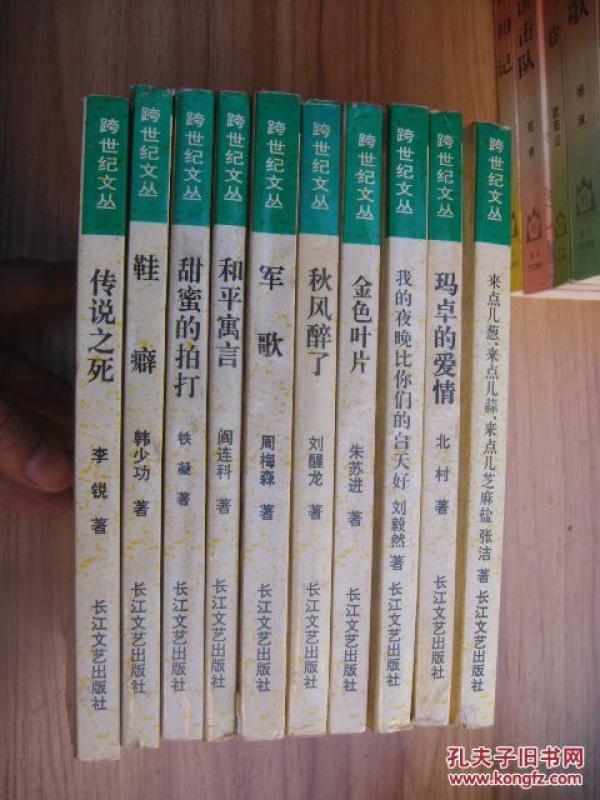 跨世纪文丛
传说之死
李锐 著
长江文艺出版社
跨世纪文丛
鞋癖
韩少功 著
长江文艺出版社
跨世纪文丛
甜蜜的拍打
铁凝 著
长江文艺出版社
跨世纪文丛
和平寓言
阎连科 著
长江文艺出版社
跨世纪文丛
军歌
周梅森 著
长江文艺出版社
跨世纪文丛
秋风醉了
刘醒龙 著
长江文艺出版社
跨世纪文丛
金色叶片
朱苏进 著
长江文艺出版社
跨世纪文丛
我的夜晚比你们的白天好 刘毅然 著
长江文艺出版社
跨世纪文丛
玛卓的爱情
北村 著
长江文艺出版社
跨世纪文丛
来点儿葱、来点儿蒜、来点儿芝麻盐 张洁 著
长江文艺出版社
田记
游击队
歌
孔夫子旧书网
www.kongfz.com